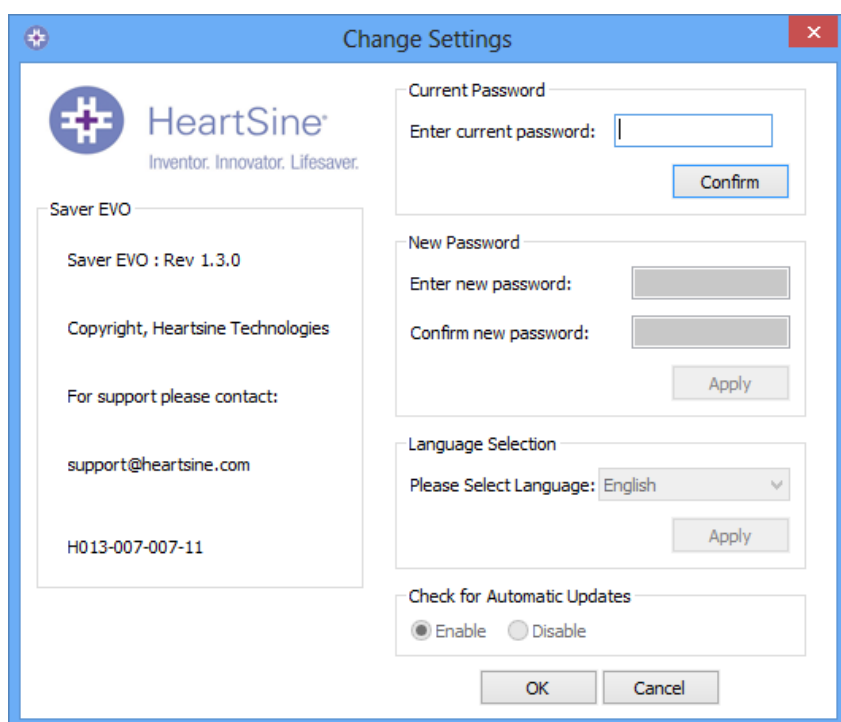 Change Settings
HeartSine®
Inventor. Innovator. Lifesaver.
Saver EVO
Saver EVO : Rev 1.3.0
Copyright, Heartsine Technologies
For support please contact:
support@heartsine.com
H013-007-007-11
Current Password
Enter current password:
Confirm
New Password
Enter new password:
Confirm new password:
Apply
Language Selection
Please Select Language: English
Apply
Check for Automatic Updates
Enable Disable
OK Cancel